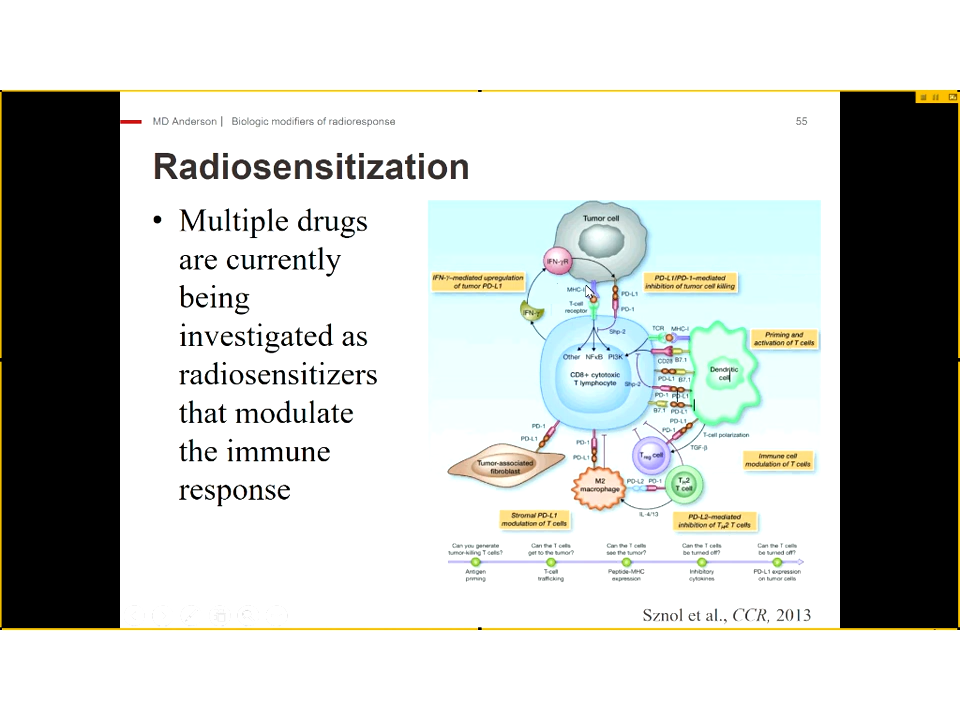 MD Anderson | Biologic modifiers of radioresponse
55
Radiosensitization
• Multiple drugs
are currently
being
investigated as
radiosensitizers
that modulate
the immune
response
Tumor cell
IFN-γR
IFN-γ–mediated upregulation
of tumor PD-L1
PD-L1/PD-1–mediated
inhibition of tumor cell killing
MHC-I
PD-L1
T-cell
receptor
PD-1
IFN-γ
Shp-2
TCR
MHC-I
Priming and
activation of T cells
Other
NFκB
PI3K
CD28
B7.1
CD8+ cytotoxic
T lymphocyte
Shp-2
PD-L1
B7.1
Dendritic
cell
PD-1
PD-L1
B7.1
PD-L1
PD-1
PD-L1
PD-L1
PD-1
T-cell polarization
PD-1
PD-L1
TGF-β
Treg cell
Tumor-associated
fibroblast
M2
macrophage
PD-L2
PD-1
TH2
T cell
Immune cell
modulation of T cells
IL-4/13
Stromal PD-L1
modulation of T cells
PD-L2–mediated
inhibition of TH2 T cells
Can you generate
tumor-killing T cells?
Can the T cells
get to the tumor?
Can the T cells
see the tumor?
Can the T cells
be turned off?
Can the T cells
be turned off?
Antigen
priming
T-cell
trafficking
Peptide-MHC
expression
Inhibitory
cytokines
PD-L1 expression
on tumor cells
Sznol et al., CCR, 2013